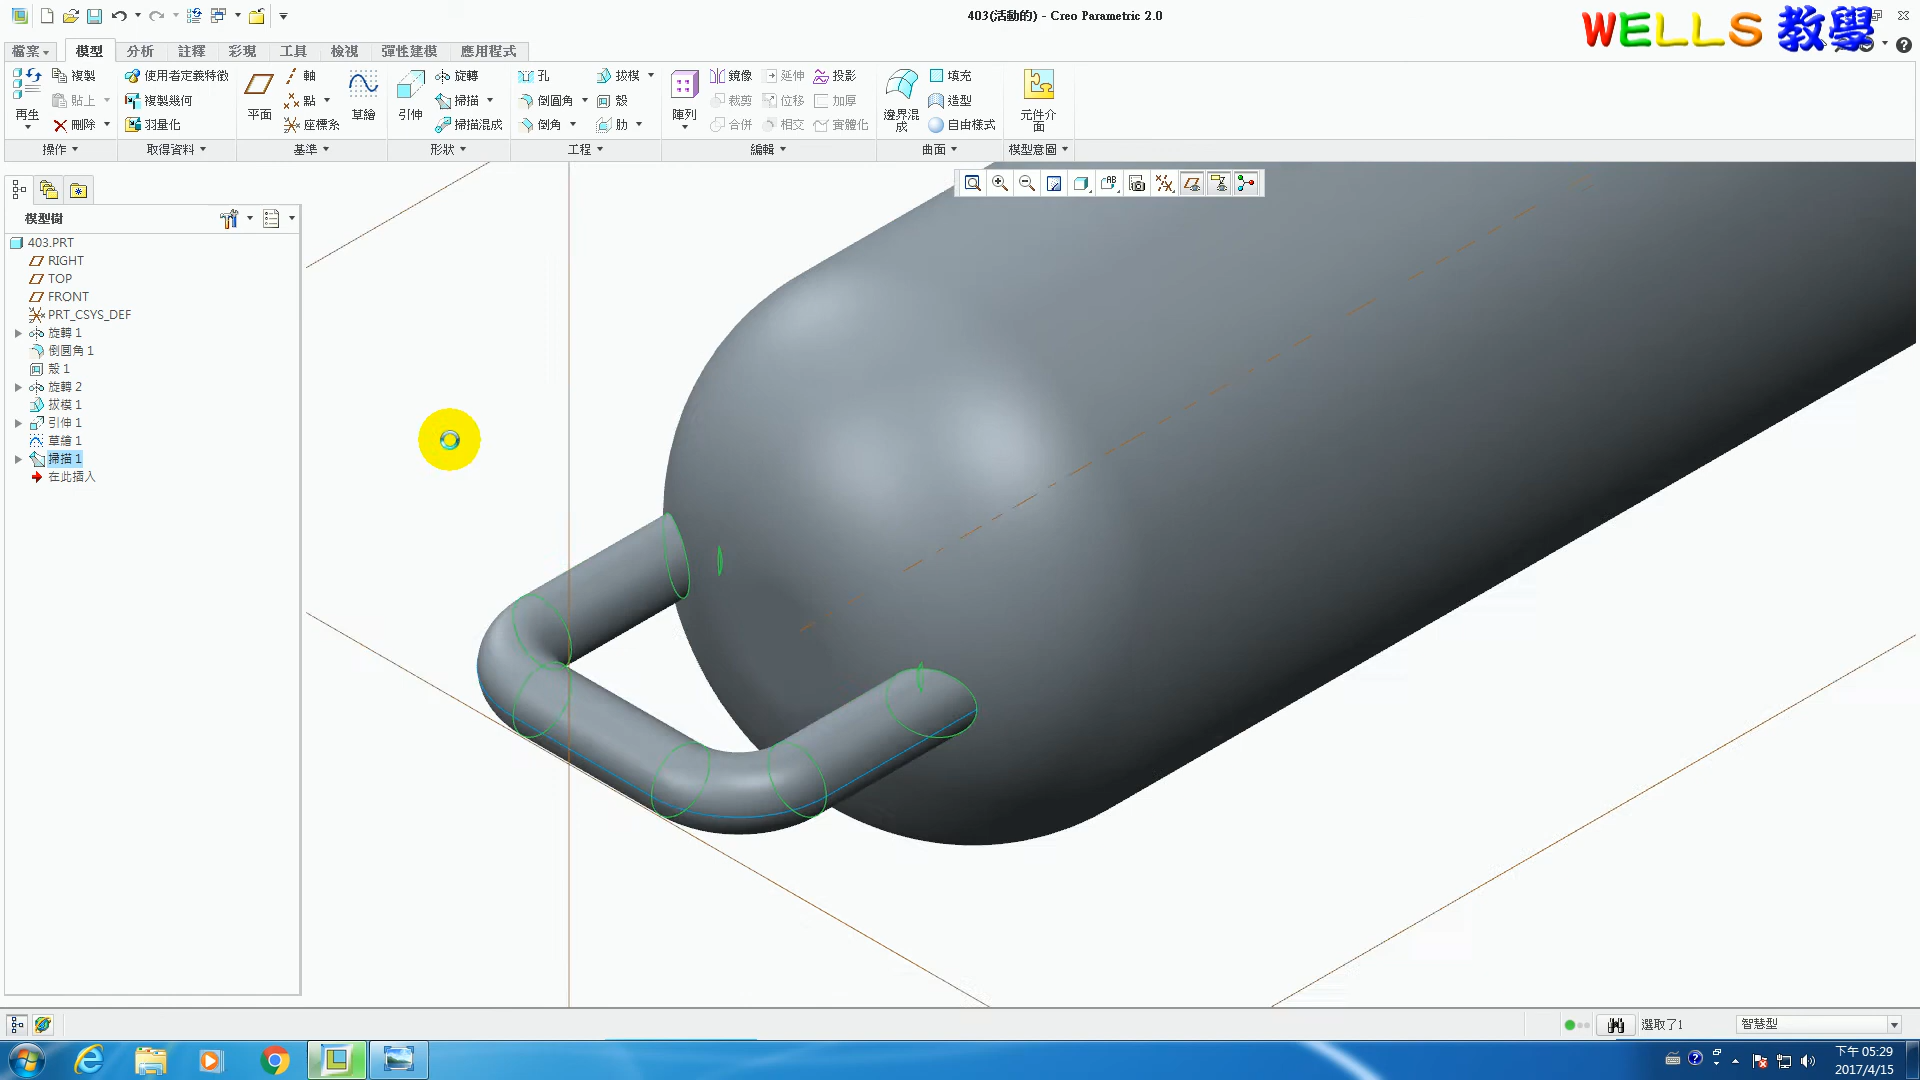 403(活動的) - Creo Parametric 2.0
WELLS 教學
檔案 模型 分析 註釋 彩現 工具 檢視 彈性建模 應用程式
再生 複製 貼上 刪除
使用者定義特徵 複製幾何 羽量化
平面 軸 點 座標系 草繪
引伸 旋轉 掃描 掃描混成
孔 倒圓角 倒角 拔模 殼 肋
陣列 鏡像 裁剪 合併 延伸 位移 相交 投影 加厚 實體化
邊界混成 填充 造型 自由樣式
元件介面
操作 取得資料 基準 形狀 工程 編輯 曲面 模型意圖
模型樹
403.PRT
RIGHT
TOP
FRONT
PRT_CSYS_DEF
旋轉 1
倒圓角 1
殼 1
旋轉 2
拔模 1
引伸 1
草繪 1
掃描 1
在此插入
選取了1
智慧型
下午 05:29
2017/4/15